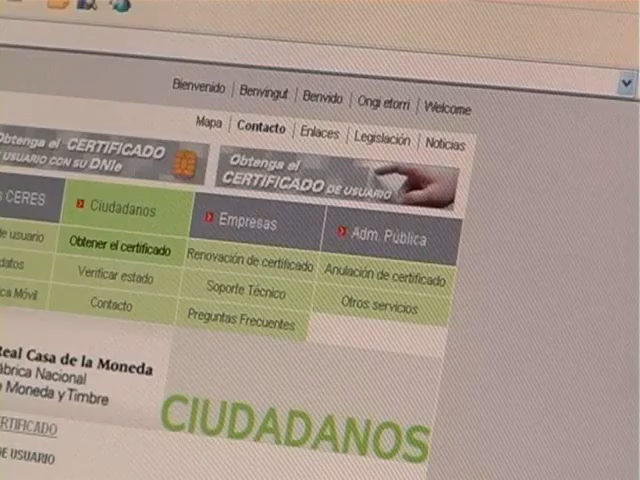 Bienvenido | Benvingut | Benvido | Ongi etorri | Welcome
Mapa | Contacto | Enlaces | Legislación | Noticias
Obtenga el CERTIFICADO
USUARIO CON SU DNIe
Obtenga el
CERTIFICADO DE USUARIO
CERES
Ciudadanos
Empresas
Adm. Pública
de usuario
Obtener el certificado
Renovación de certificado
Anulación de certificado
datos
Verificar estado
Soporte Técnico
Otros servicios
Móvil
Contacto
Preguntas Frecuentes
Real Casa de la Moneda
Fábrica Nacional
Moneda y Timbre
CIUDADANOS
DE USUARIO